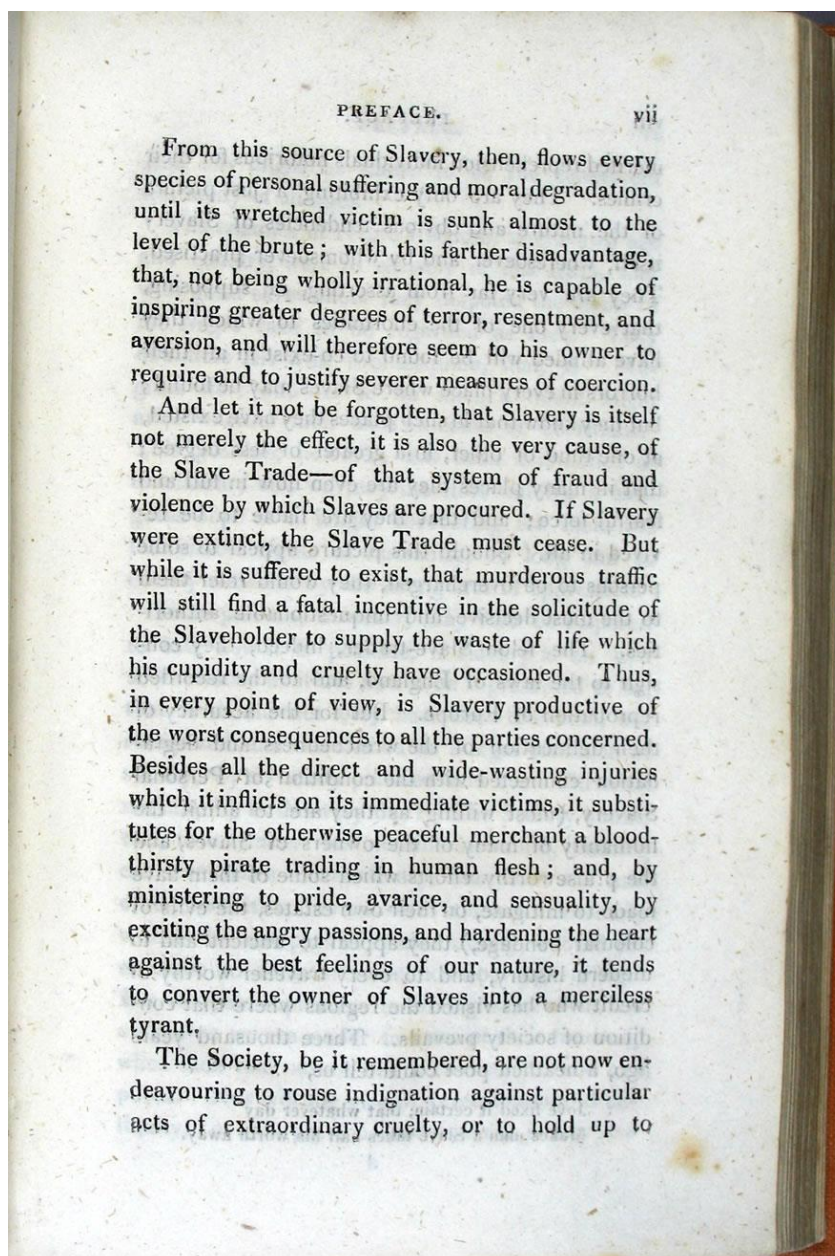 PREFACE. vii
From this source of Slavery, then, flows every
species of personal suffering and moral degradation,
until its wretched victim is sunk almost to the
level of the brute; with this farther disadvantage,
that, not being wholly irrational, he is capable of
inspiring greater degrees of terror, resentment, and
aversion, and will therefore seem to his owner to
require and to justify severer measures of coercion.
And let it not be forgotten, that Slavery is itself
not merely the effect, it is also the very cause, of
the Slave Trade—of that system of fraud and
violence by which Slaves are procured. If Slavery
were extinct, the Slave Trade must cease. But
while it is suffered to exist, that murderous traffic
will still find a fatal incentive in the solicitude of
the Slaveholder to supply the waste of life which
his cupidity and cruelty have occasioned. Thus,
in every point of view, is Slavery productive of
the worst consequences to all the parties concerned.
Besides all the direct and wide-wasting injuries
which it inflicts on its immediate victims, it substi-
tutes for the otherwise peaceful merchant a blood-
thirsty pirate trading in human flesh; and, by
ministering to pride, avarice, and sensuality, by
exciting the angry passions, and hardening the heart
against the best feelings of our nature, it tends
to convert the owner of Slaves into a merciless
tyrant.
The Society, be it remembered, are not now en-
deavouring to rouse indignation against particular
acts of extraordinary cruelty, or to hold up to